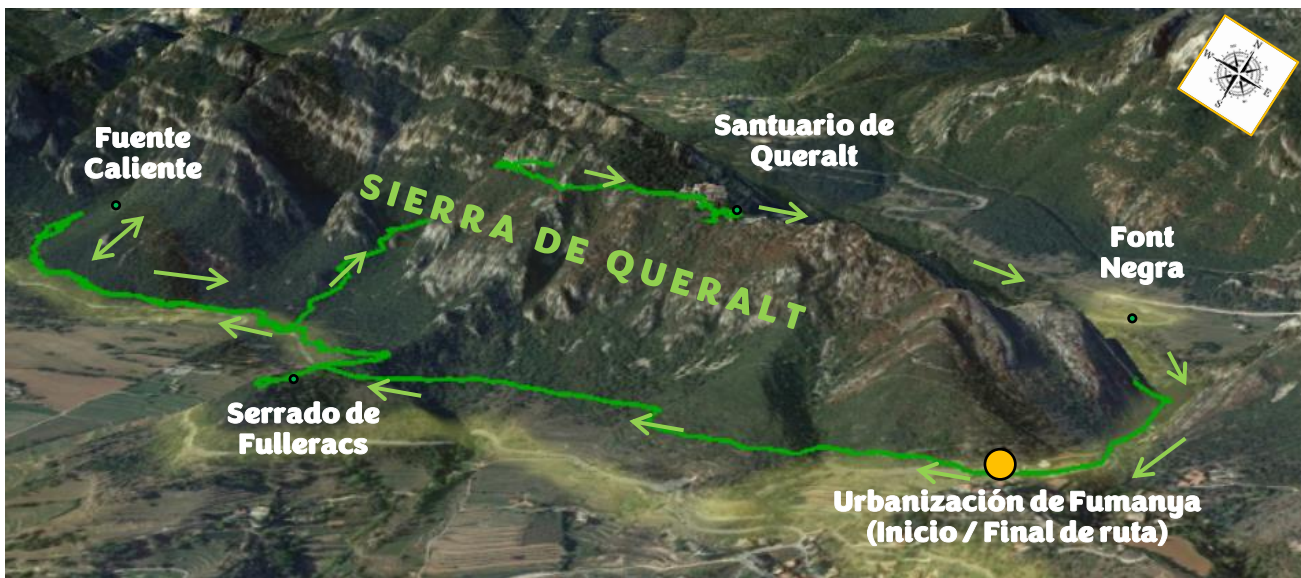 Fuente
Caliente
Santuario de
Queralt
SIERRA DE QUERALT
Font
Negra
Serrado de
Fulleracs
Urbanización de Fumanya
(Inicio / Final de ruta)
N
W
E
S